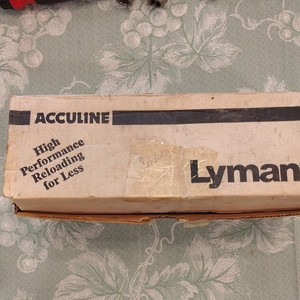 ACCULINE
High
Performance
Reloading
for Less
Lyman